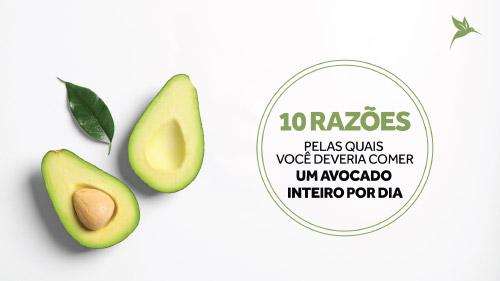 10 RAZÕES
PELAS QUAIS
VOCÊ DEVERIA COMER
UM AVOCADO
INTEIRO POR DIA